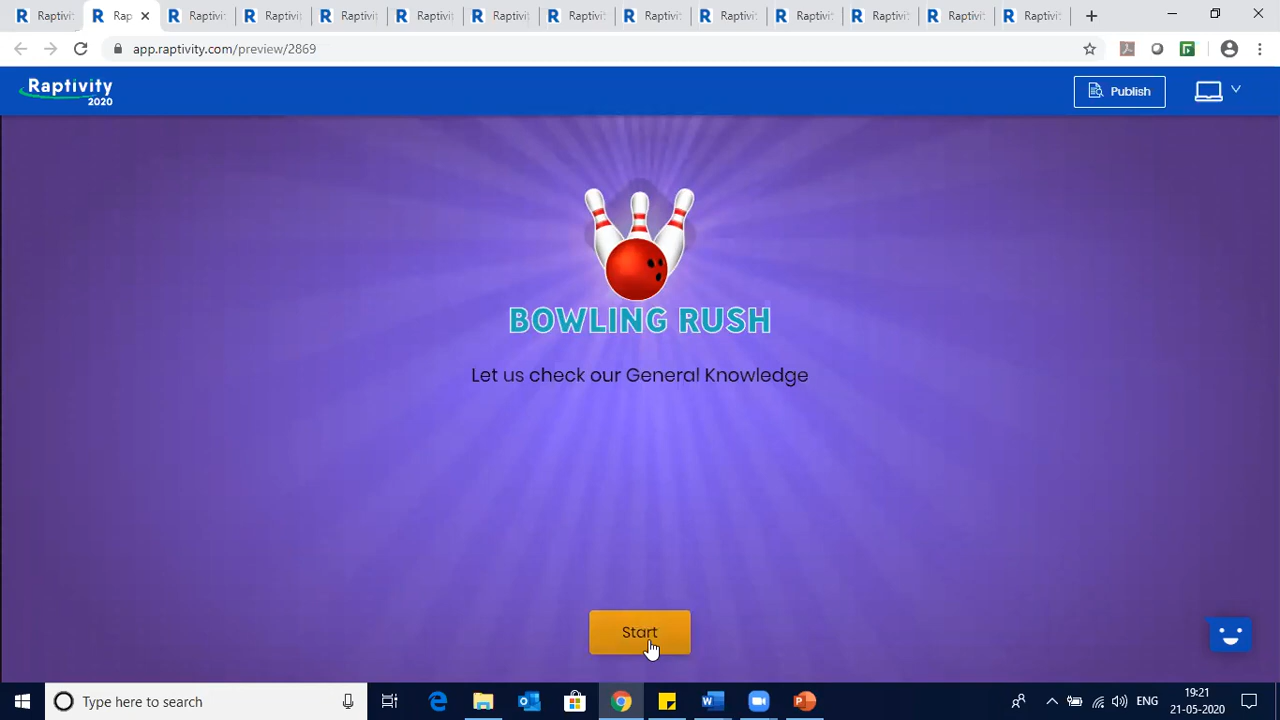 Rap
Raptivit
app.raptivity.com/preview/2869
Raptivity
2020
Publish
BOWLING RUSH
Let us check our General Knowledge
Start
Type here to search
ENG
19:21
21-05-2020